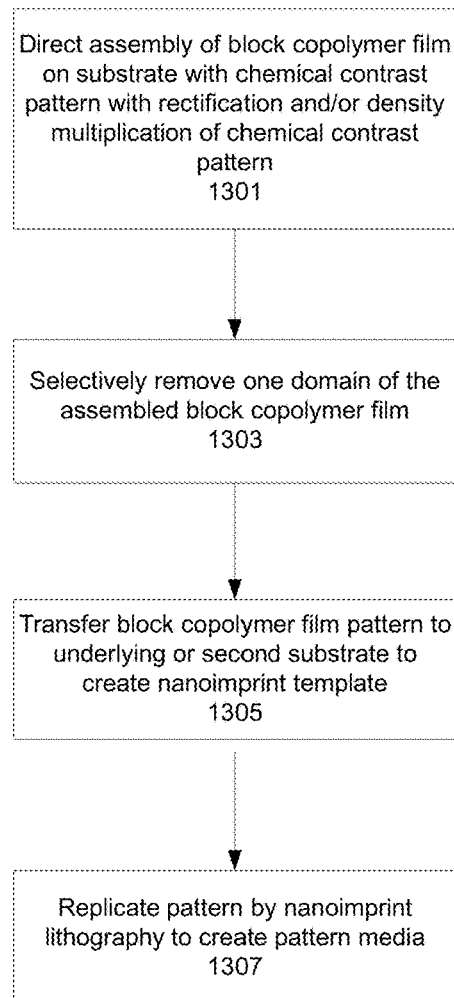 Direct assembly of block copolymer film
on substrate with chemical contrast
pattern with rectification and/or density
multiplication of chemical contrast
pattern
1301
Selectively remove one domain of the
assembled block copolymer film
1303
Transfer block copolymer film pattern to
underlying or second substrate to
create nanoimprint template
1305
Replicate pattern by nanoimprint
lithography to create pattern media
1307